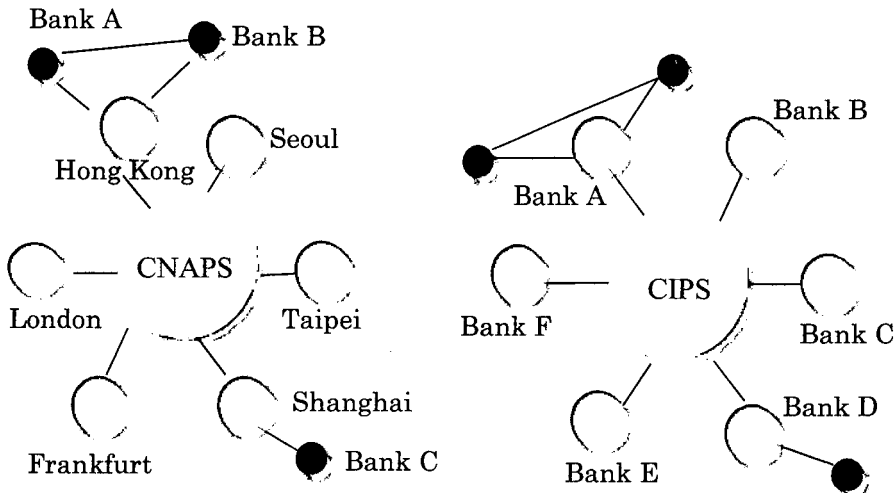 Bank A
Bank B
Seoul
Hong Kong
CNAPS
London
Taipei
Shanghai
Frankfurt
Bank C
Bank B
Bank A
CIPS
Bank F
Bank C
Bank D
Bank E